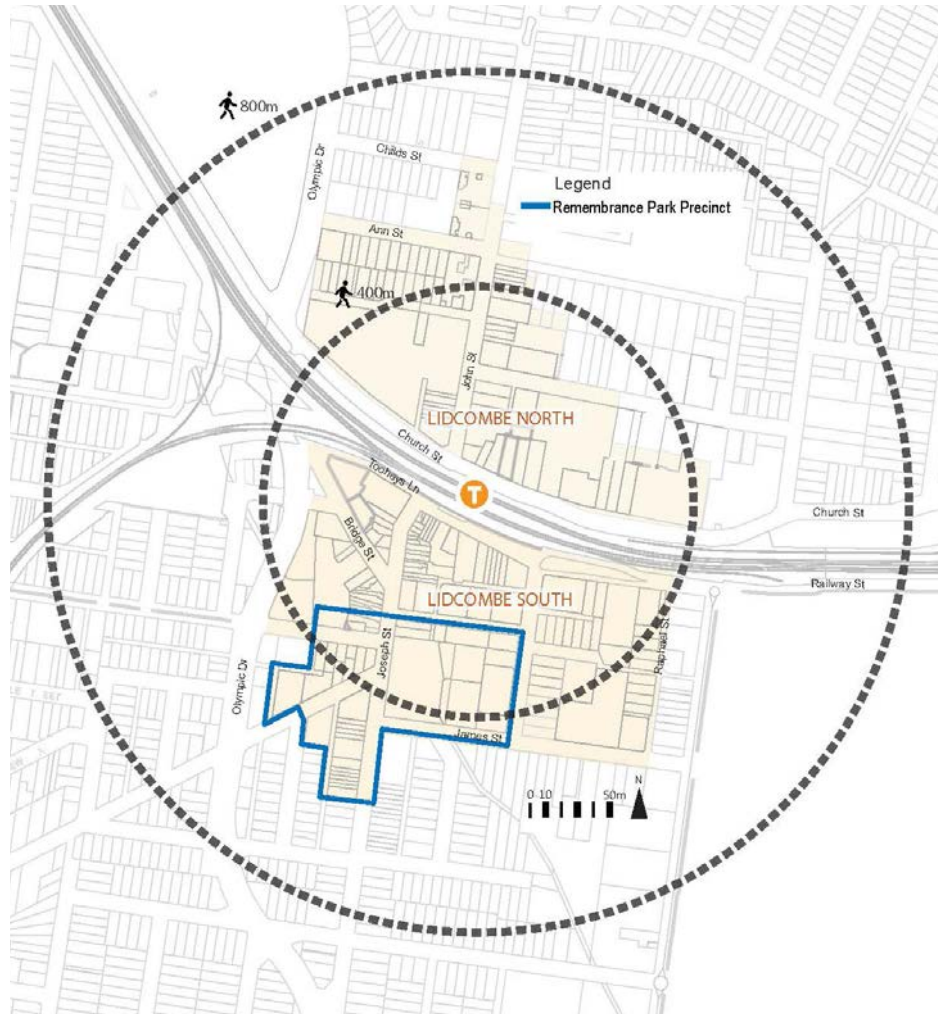 800m
Olympic Dr
Childs St
Legend
Remembrance Park Precinct
Ann St
400m
John St
LIDCOMBE NORTH
Church St
Toohays Ln
T
Church St
Bridge St
Railway St
LIDCOMBE SOUTH
Joseph St
Raphael St
Olympic Dr
James St
N
0 10 50m